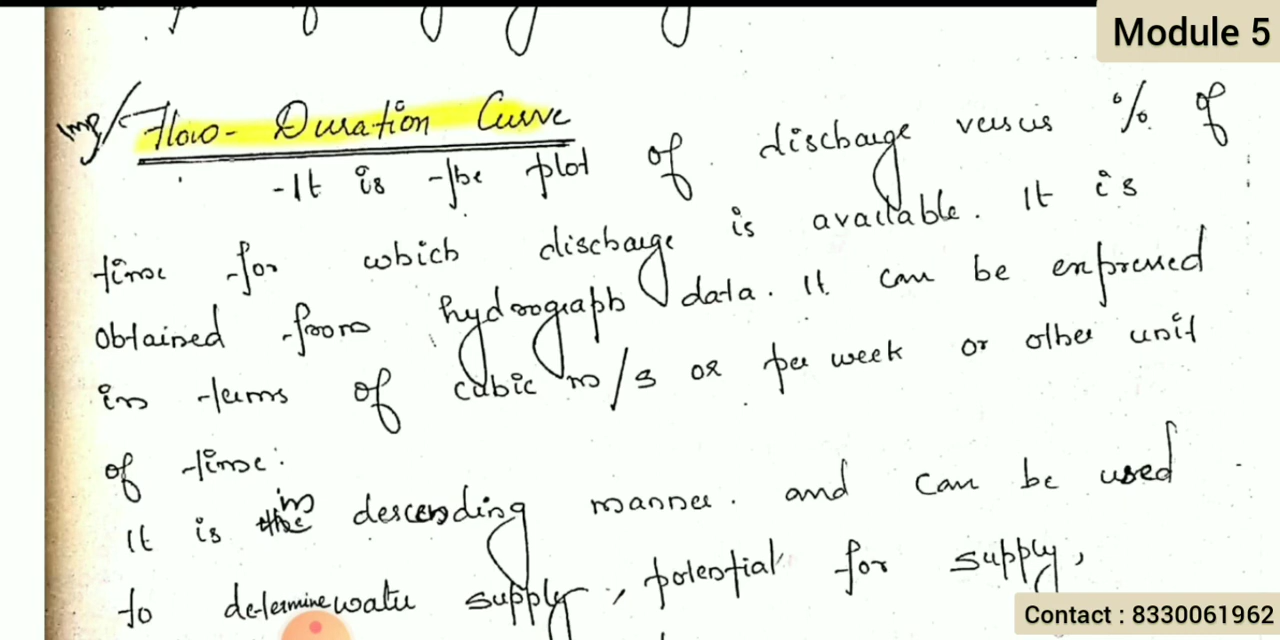 Module 5
Imp/ Flow-Duration Curve
-It is the plot of discharge versus % of
time for which discharge is available. It is
obtained from hydrograph data. It can be expressed
in terms of cubic m/s or per week or other unit
of time.
It is in descending manner. and can be used
to determine water supply, potential for supply,
Contact : 8330061962